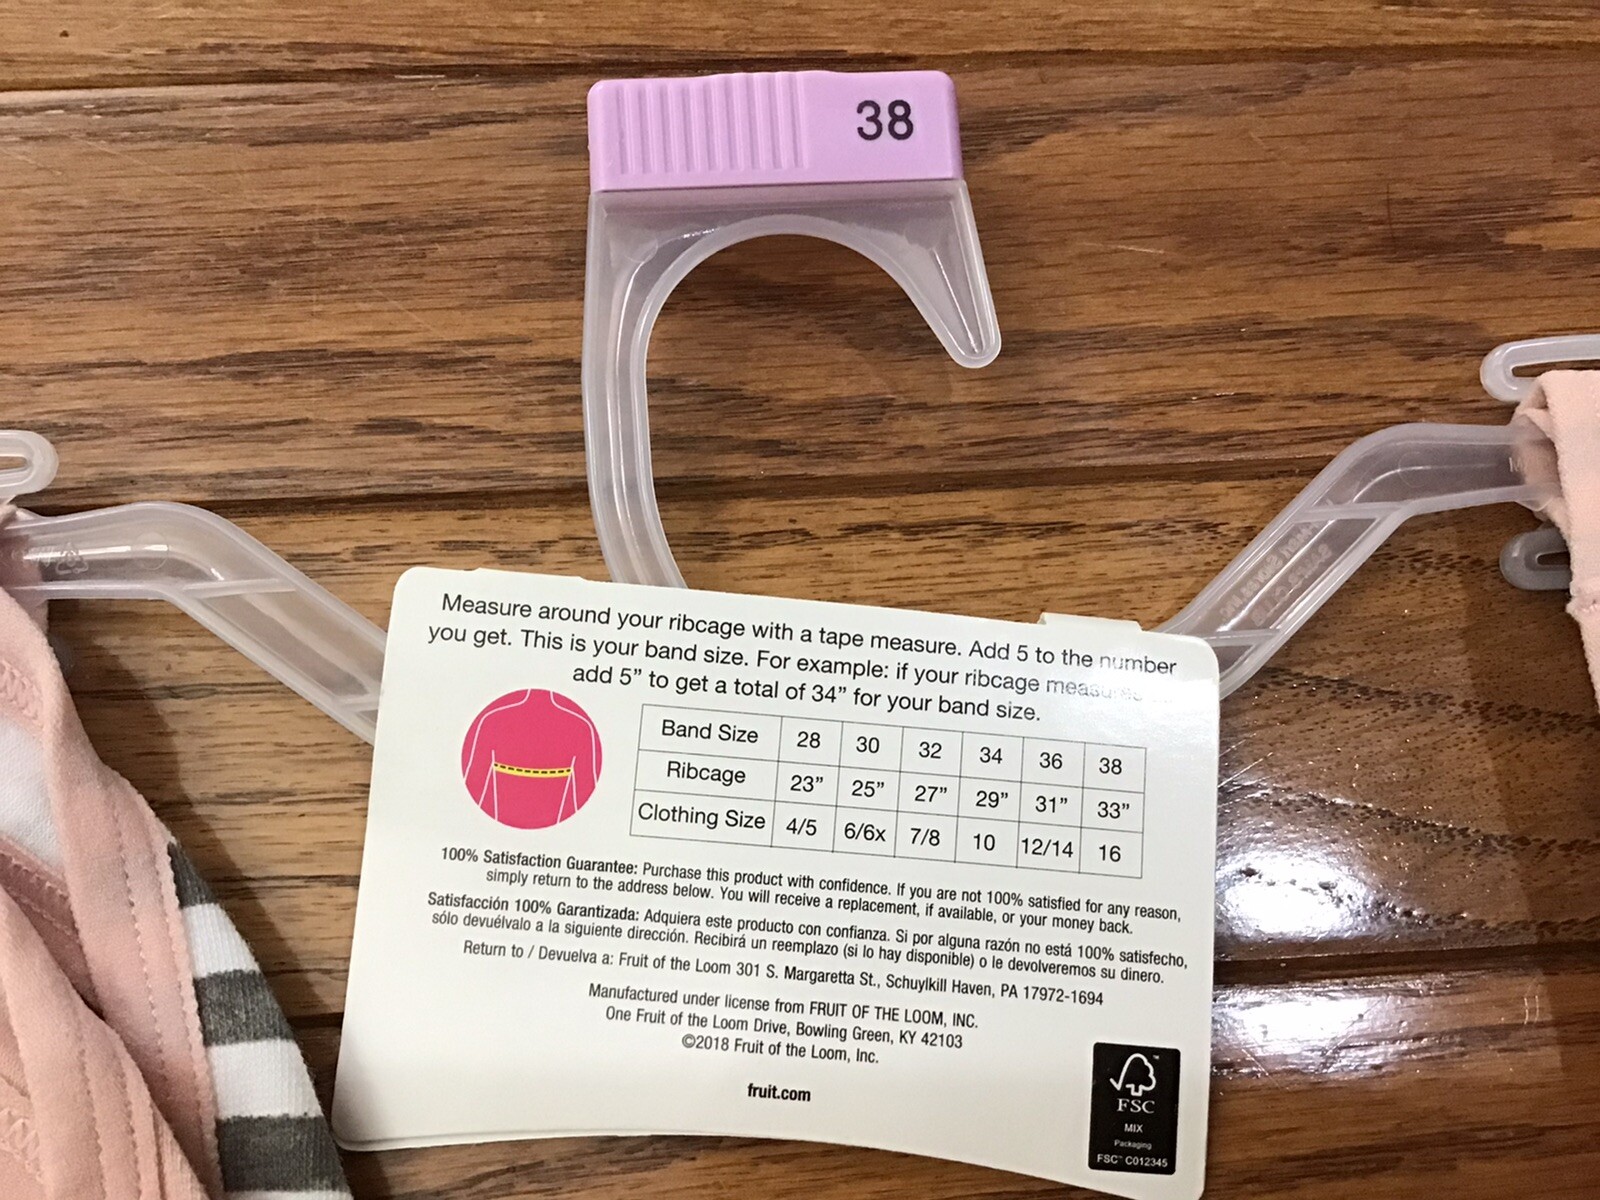 38
Measure around your ribcage with a tape measure. Add 5 to the number
you get. This is your band size. For example: if your ribcage measures
add 5” to get a total of 34” for your band size.
Band Size 28 30 32 34 36 38
Ribcage 23” 25” 27” 29” 31” 33”
Clothing Size 4/5 6/6x 7/8 10 12/14 16
100% Satisfaction Guarantee: Purchase this product with confidence. If you are not 100% satisfied for any reason,
simply return to the address below. You will receive a replacement, if available, or your money back.
Satisfacción 100% Garantizada: Adquiera este producto con confianza. Si por alguna razón no está 100% satisfecho,
sólo devuélvalo a la siguiente dirección. Recibirá un reemplazo (si lo hay disponible) o le devolveremos su dinero.
Return to / Devuelva a: Fruit of the Loom 301 S. Margaretta St., Schuylkill Haven, PA 17972-1694
Manufactured under license from FRUIT OF THE LOOM, INC.
One Fruit of the Loom Drive, Bowling Green, KY 42103
©2018 Fruit of the Loom, Inc.
fruit.com
FSC
MIX
Packaging
FSC™ C012345